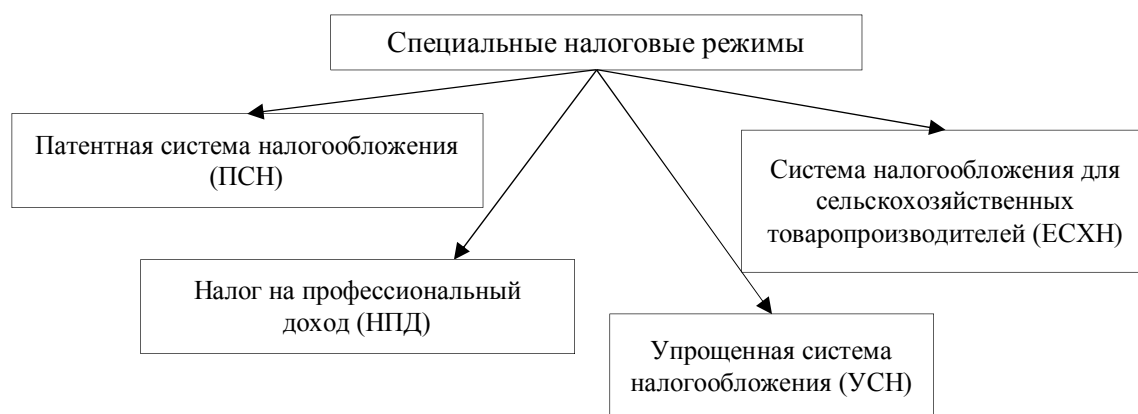 Специальные налоговые режимы
Патентная система налогообложения
(ПСН)
Система налогообложения для
сельскохозяйственных
товаропроизводителей (ЕСХН)
Налог на профессиональный
доход (НПД)
Упрощенная система
налогообложения (УСН)